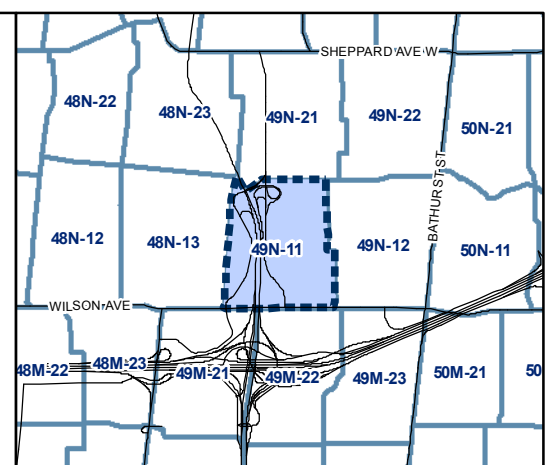 SHEPPARD AVE W
48N-22
48N-23
49N-21
49N-22
50N-21
BATHURST ST
48N-12
48N-13
49N-11
49N-12
50N-11
WILSON AVE
48M-22
48M-23
49M-21
49M-22
49M-23
50M-21
50